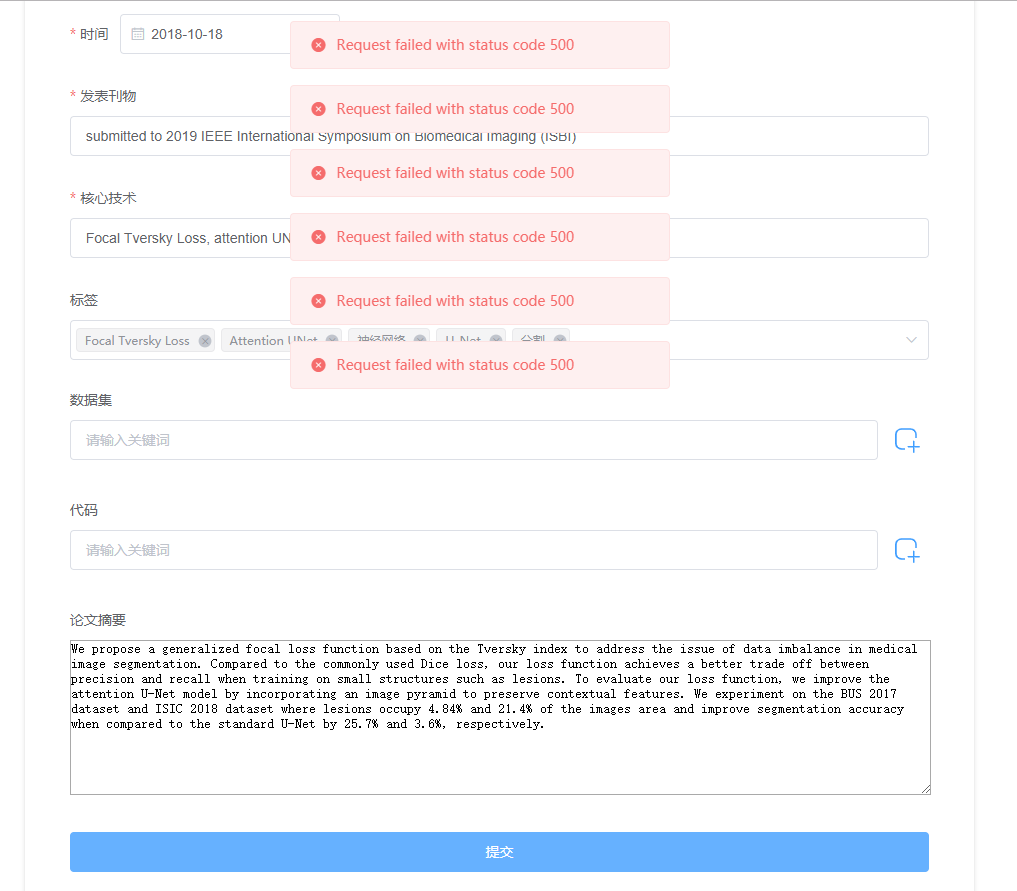 * 时间
2018-10-18
Request failed with status code 500
* 发表刊物
Request failed with status code 500
submitted to 2019 IEEE International Symposium on Biomedical Imaging (ISBI)
Request failed with status code 500
* 核心技术
Focal Tversky Loss, attention UN
Request failed with status code 500
标签
Request failed with status code 500
Focal Tversky Loss Attention UNet 神经网络 U-Net 分割
Request failed with status code 500
数据集
请输入关键词
代码
请输入关键词
论文摘要
We propose a generalized focal loss function based on the Tversky index to address the issue of data imbalance in medical
image segmentation. Compared to the commonly used Dice loss, our loss function achieves a better trade off between
precision and recall when training on small structures such as lesions. To evaluate our loss function, we improve the
attention U-Net model by incorporating an image pyramid to preserve contextual features. We experiment on the BUS 2017
dataset and ISIC 2018 dataset where lesions occupy 4.84% and 21.4% of the images area and improve segmentation accuracy
when compared to the standard U-Net by 25.7% and 3.6%, respectively.
提交